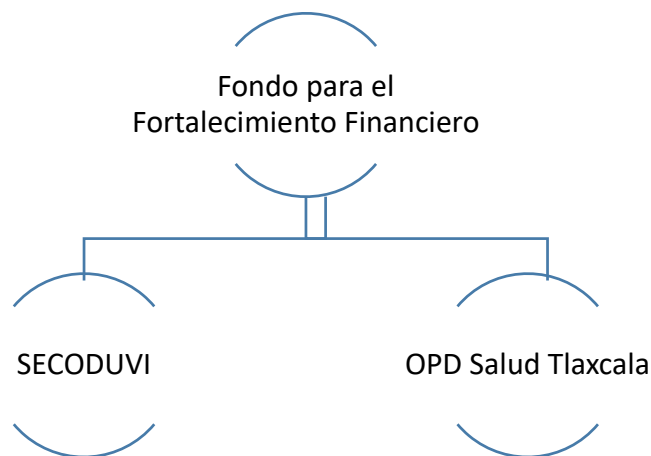 Fondo para el
Fortalecimiento Financiero
SECODUVI
OPD Salud Tlaxcala